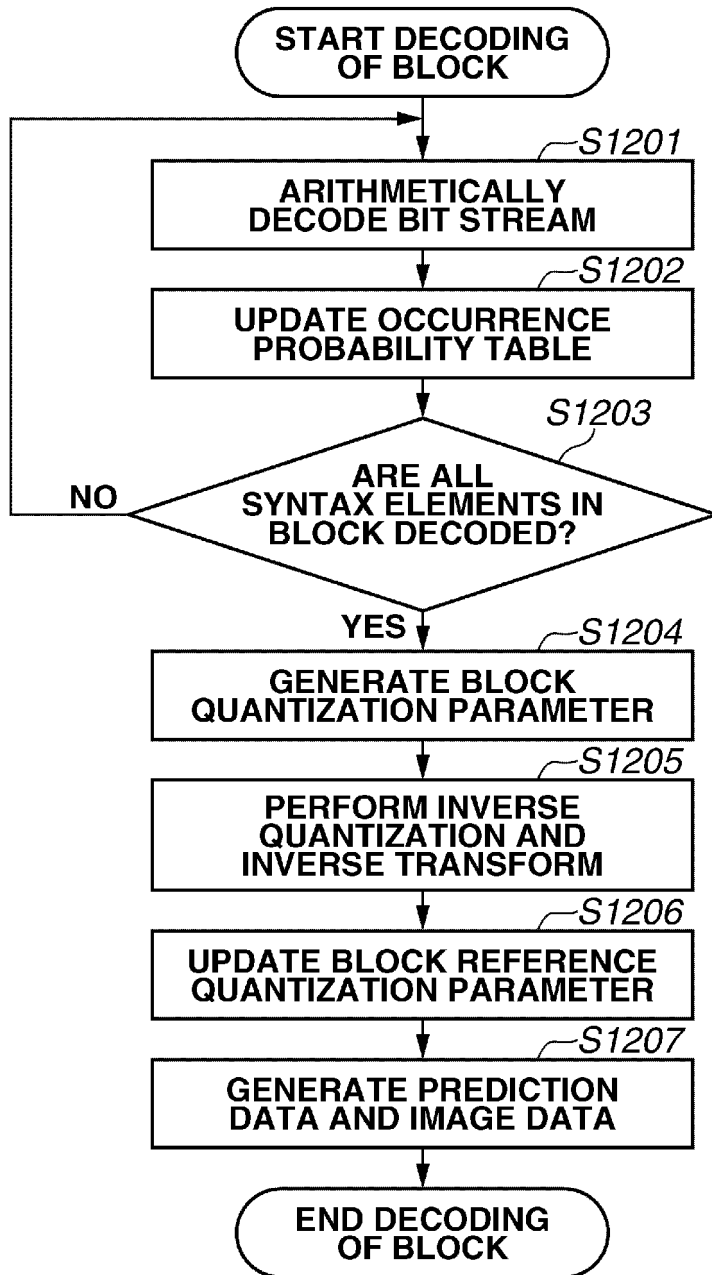 START DECODING
OF BLOCK
S1201
ARITHMETICALLY
DECODE BIT STREAM
S1202
UPDATE OCCURRENCE
PROBABILITY TABLE
S1203
ARE ALL
SYNTAX ELEMENTS IN
BLOCK DECODED?
NO
YES
S1204
GENERATE BLOCK
QUANTIZATION PARAMETER
S1205
PERFORM INVERSE
QUANTIZATION AND
INVERSE TRANSFORM
S1206
UPDATE BLOCK REFERENCE
QUANTIZATION PARAMETER
S1207
GENERATE PREDICTION
DATA AND IMAGE DATA
END DECODING
OF BLOCK